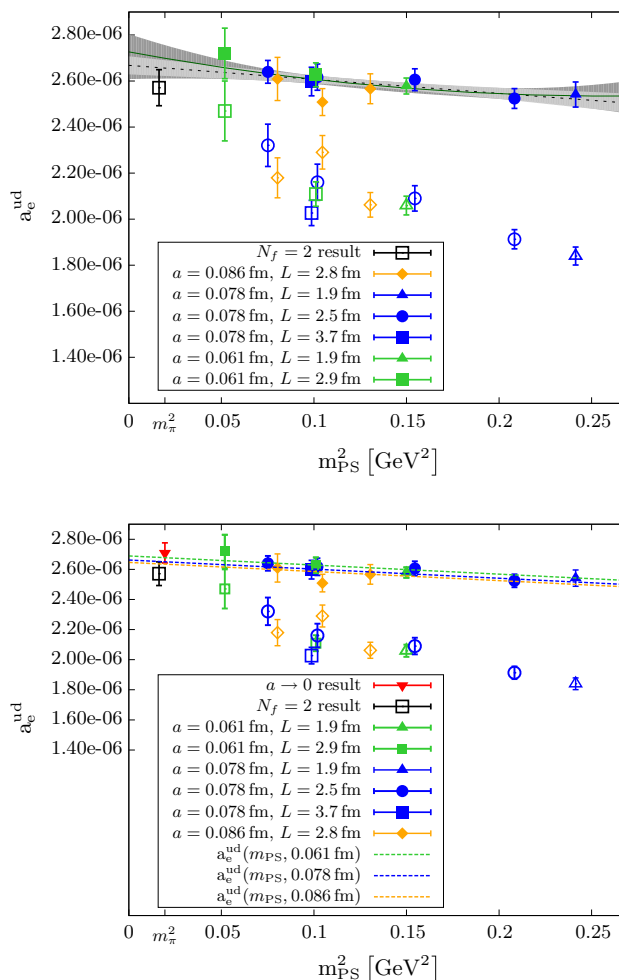 2.80e-06
2.60e-06
2.40e-06
2.20e-06
2.00e-06
1.80e-06
1.60e-06
1.40e-06
a_e^ud
N_f = 2 result
a = 0.086 fm, L = 2.8 fm
a = 0.078 fm, L = 1.9 fm
a = 0.078 fm, L = 2.5 fm
a = 0.078 fm, L = 3.7 fm
a = 0.061 fm, L = 1.9 fm
a = 0.061 fm, L = 2.9 fm
0 m_π^2 0.05 0.1 0.15 0.2 0.25
m_PS^2 [GeV^2]
2.80e-06
2.60e-06
2.40e-06
2.20e-06
2.00e-06
1.80e-06
1.60e-06
1.40e-06
a_e^ud
a → 0 result
N_f = 2 result
a = 0.061 fm, L = 1.9 fm
a = 0.061 fm, L = 2.9 fm
a = 0.078 fm, L = 1.9 fm
a = 0.078 fm, L = 2.5 fm
a = 0.078 fm, L = 3.7 fm
a = 0.086 fm, L = 2.8 fm
a_e^ud(m_PS, 0.061 fm)
a_e^ud(m_PS, 0.078 fm)
a_e^ud(m_PS, 0.086 fm)
0 m_π^2 0.05 0.1 0.15 0.2 0.25
m_PS^2 [GeV^2]